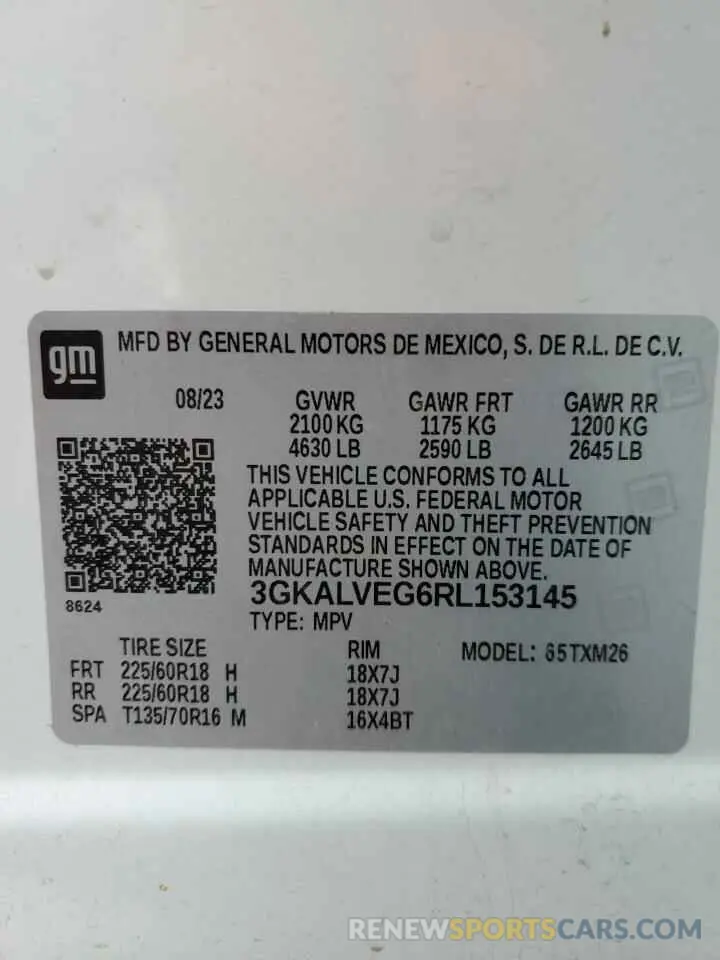 gm
MFD BY GENERAL MOTORS DE MEXICO, S. DE R.L. DE C.V.
08/23 GVWR GAWR FRT GAWR RR
2100 KG 1175 KG 1200 KG
4630 LB 2590 LB 2645 LB
THIS VEHICLE CONFORMS TO ALL
APPLICABLE U.S. FEDERAL MOTOR
VEHICLE SAFETY AND THEFT PREVENTION
STANDARDS IN EFFECT ON THE DATE OF
MANUFACTURE SHOWN ABOVE.
8624
3GKALVEG6RL153145
TYPE: MPV
TIRE SIZE RIM MODEL: 65TXM26
FRT 225/60R18 H 18X7J
RR 225/60R18 H 18X7J
SPA T135/70R16 M 16X4BT
RENEWSPORTSCARS.COM